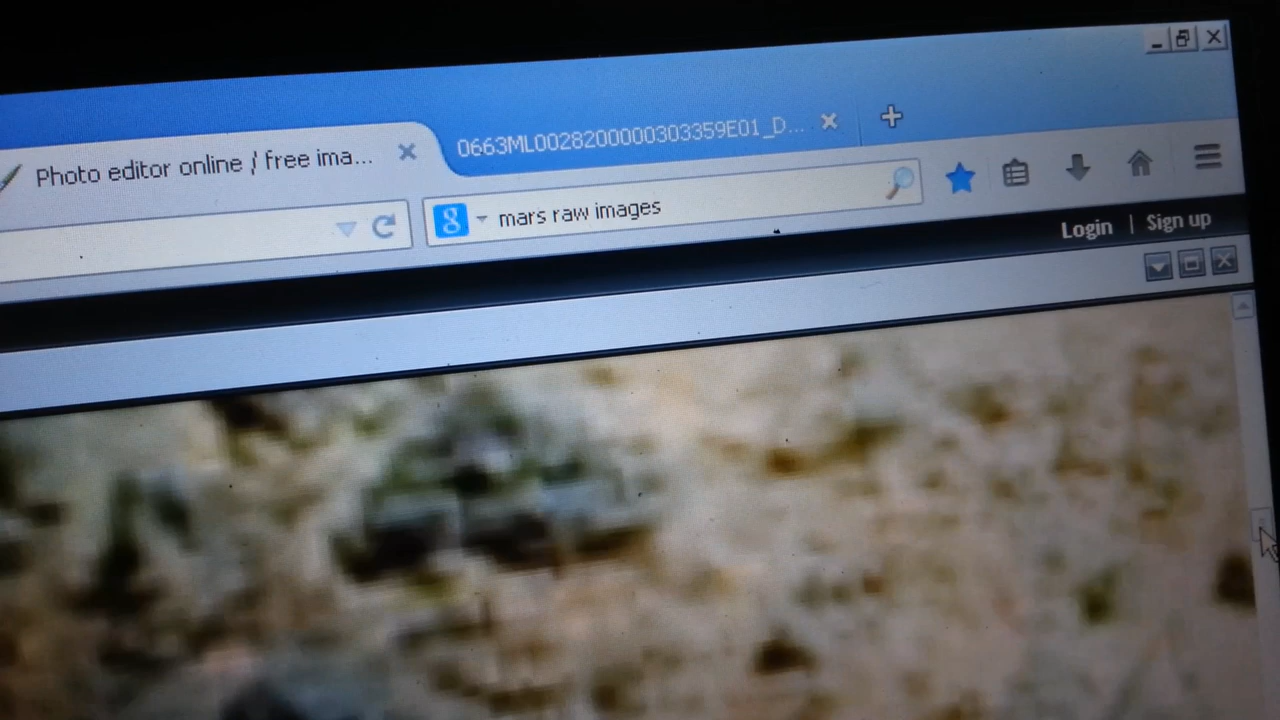 Photo editor online / free ima...
0663ML0028200000303359E01_D...
mars raw images
Login | Sign up